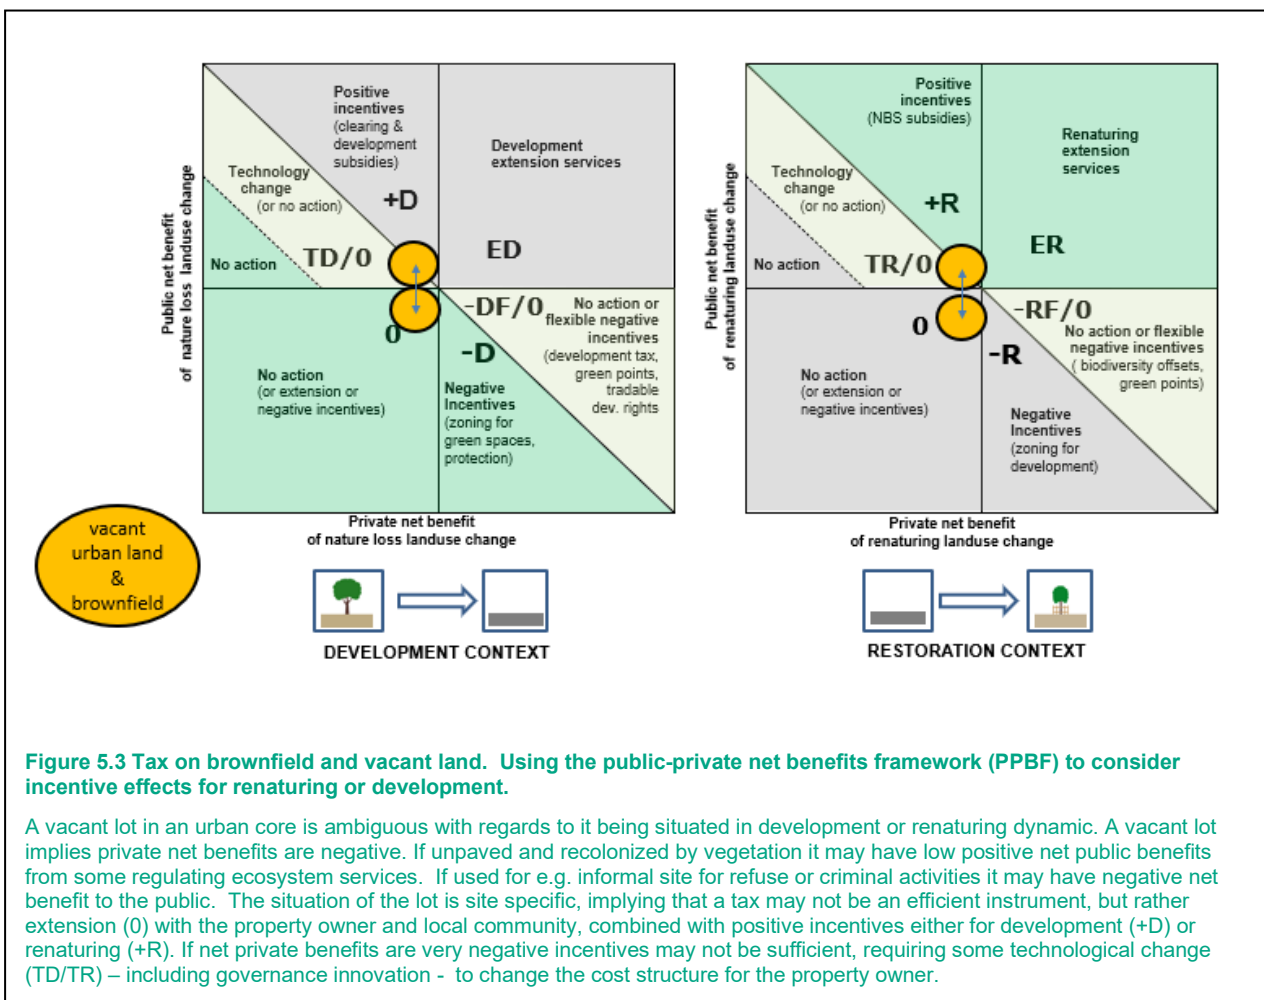 Positive
incentives
(clearing &
development
subsidies)
Development
extension services
Technology
change
(or no action)
+D
TD/0
ED
No action
-DF/0
No action or
flexible negative
incentives
(development tax,
green points,
tradable
dev. rights
0
-D
No action
(or extension or
negative incentives)
Negative
Incentives
(zoning for
green spaces,
protection)
Public net benefit
of nature loss landuse change
Private net benefit
of nature loss landuse change
Positive
incentives
(NBS subsidies)
Renaturing
extension
services
Technology
change
(or no action)
+R
TR/0
ER
No action
-RF/0
No action or flexible
negative incentives
( biodiversity offsets,
green points)
0
-R
No action
(or extension or
negative incentives)
Negative
Incentives
(zoning for
development)
Public net benefit
of renaturing landuse change
Private net benefit
of renaturing landuse change
vacant
urban land
&
brownfield
DEVELOPMENT CONTEXT
RESTORATION CONTEXT
Figure 5.3 Tax on brownfield and vacant land. Using the public-private net benefits framework (PPBF) to consider
incentive effects for renaturing or development.
A vacant lot in an urban core is ambiguous with regards to it being situated in development or renaturing dynamic. A vacant lot
implies private net benefits are negative. If unpaved and recolonized by vegetation it may have low positive net public benefits
from some regulating ecosystem services. If used for e.g. informal site for refuse or criminal activities it may have negative net
benefit to the public. The situation of the lot is site specific, implying that a tax may not be an efficient instrument, but rather
extension (0) with the property owner and local community, combined with positive incentives either for development (+D) or
renaturing (+R). If net private benefits are very negative incentives may not be sufficient, requiring some technological change
(TD/TR) – including governance innovation - to change the cost structure for the property owner.